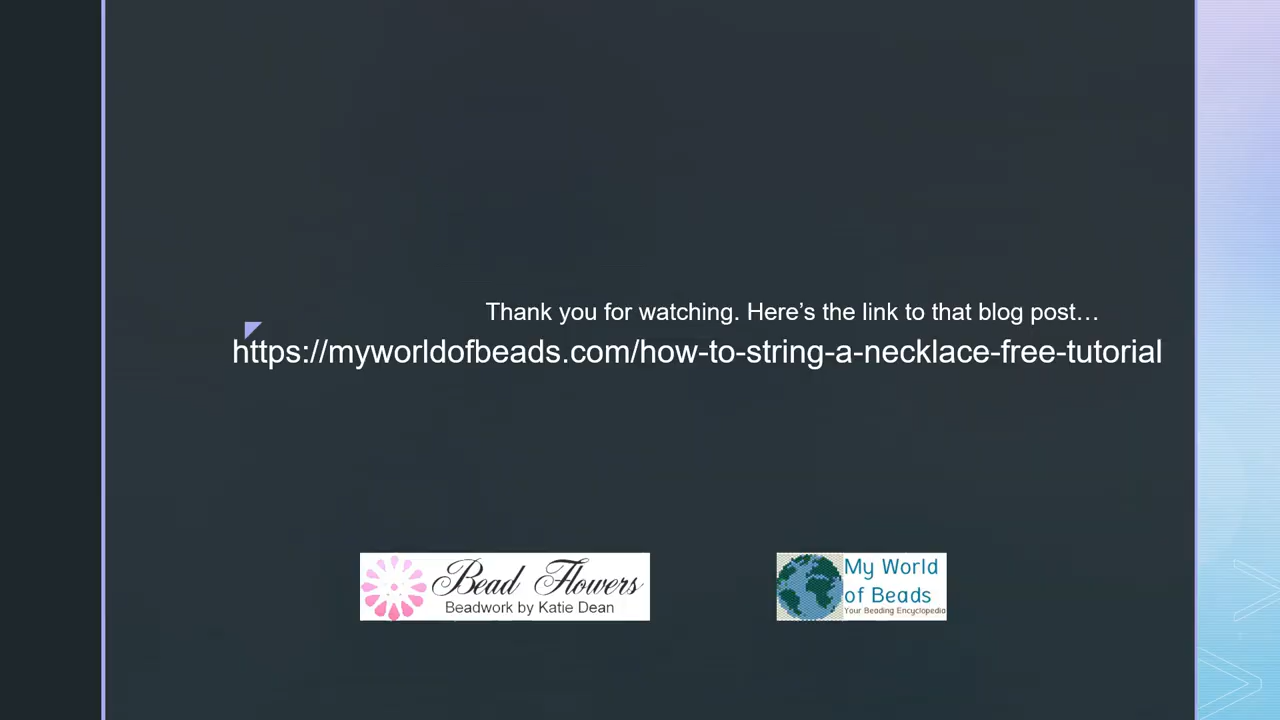 Thank you for watching. Here’s the link to that blog post…
https://myworldofbeads.com/how-to-string-a-necklace-free-tutorial
Bead Flowers
Beadwork by Katie Dean
My World
of Beads
Your Beading Encyclopedia